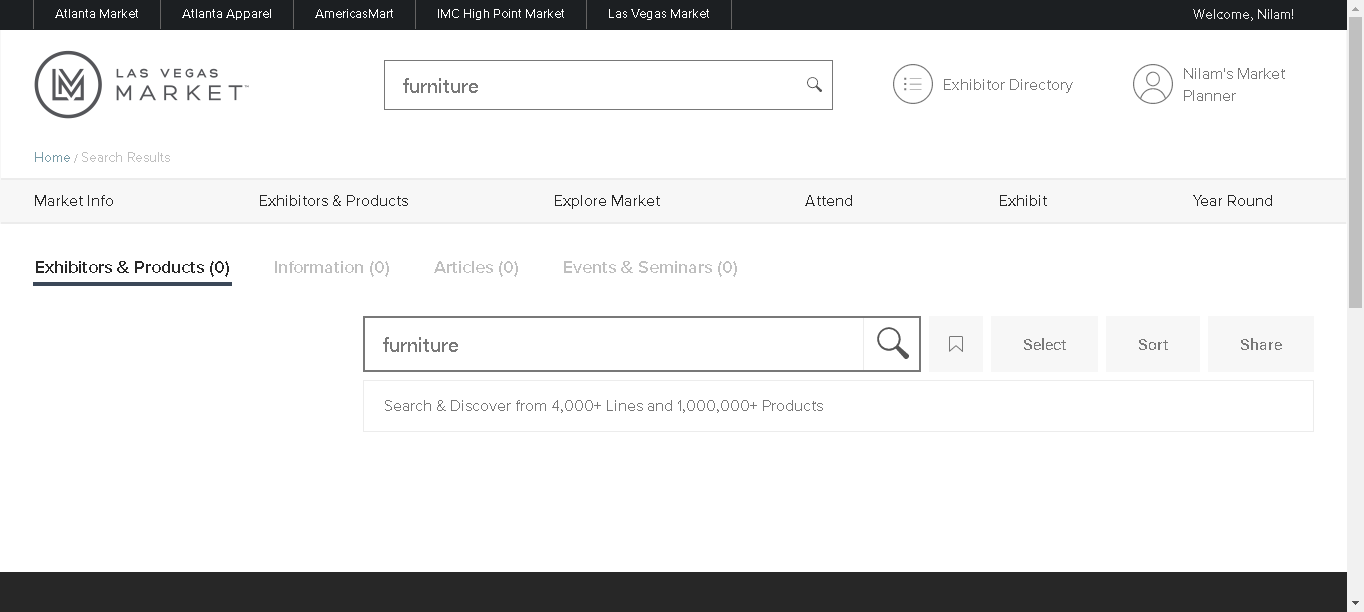 Atlanta Market Atlanta Apparel AmericasMart IMC High Point Market Las Vegas Market Welcome, Nilam!
LAS VEGAS
MARKET™
furniture
Exhibitor Directory
Nilam's Market
Planner
Home / Search Results
Market Info Exhibitors & Products Explore Market Attend Exhibit Year Round
Exhibitors & Products (0) Information (0) Articles (0) Events & Seminars (0)
furniture Select Sort Share
Search & Discover from 4,000+ Lines and 1,000,000+ Products